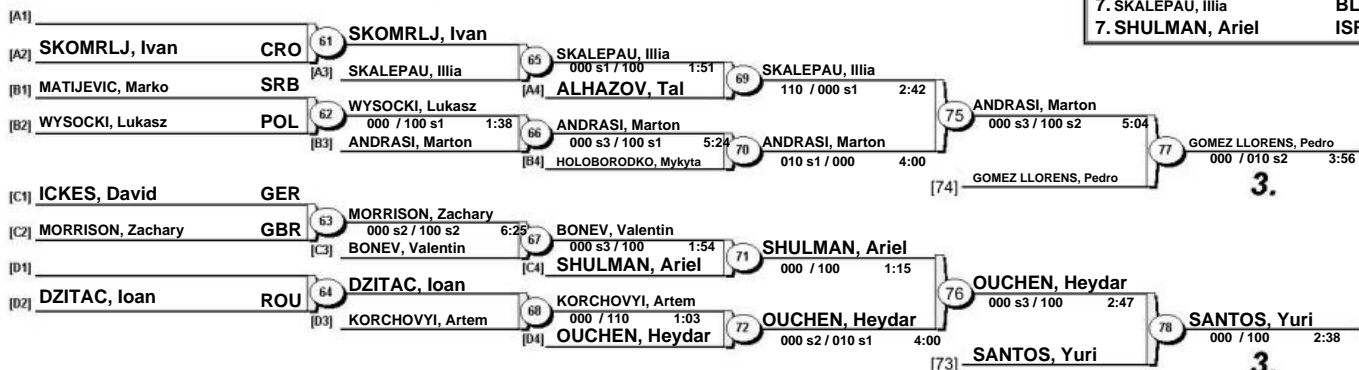 7. SKALEPAU, Illia
7. SHULMAN, Ariel
[A1]
[A2] SKOMRLJ, Ivan CRO
61
SKOMRLJ, Ivan
[A3] SKALEPAU, Illia
65
SKALEPAU, Illia
000 s1 / 100 1:51
[A4] ALHAZOV, Tal
69
SKALEPAU, Illia
110 / 000 s1 2:42
[B1] MATIJEVIC, Marko SRB
[B2] WYSOCKI, Lukasz POL
62
WYSOCKI, Lukasz
000 / 100 s1 1:38
[B3] ANDRASI, Marton
66
ANDRASI, Marton
000 s3 / 100 s1 5:24
[B4] HOLOBORODKO, Mykyta
70
ANDRASI, Marton
010 s1 / 000 4:00
75
ANDRASI, Marton
000 s3 / 100 s2 5:04
[74] GOMEZ LLORENS, Pedro
77
GOMEZ LLORENS, Pedro
000 / 010 s2 3:56
3.
[C1] ICKES, David GER
[C2] MORRISON, Zachary GBR
63
MORRISON, Zachary
000 s2 / 100 s2 6:25
[C3] BONEV, Valentin
67
BONEV, Valentin
000 s3 / 100 1:54
[C4] SHULMAN, Ariel
71
SHULMAN, Ariel
000 / 100 1:15
[D1]
[D2] DZITAC, Ioan ROU
64
DZITAC, Ioan
[D3] KORCHOVYI, Artem
68
KORCHOVYI, Artem
000 / 110 1:03
[D4] OUCHEN, Heydar
72
OUCHEN, Heydar
000 s2 / 010 s1 4:00
76
OUCHEN, Heydar
000 s3 / 100 2:47
[73] SANTOS, Yuri
78
SANTOS, Yuri
000 / 100 2:38
3.